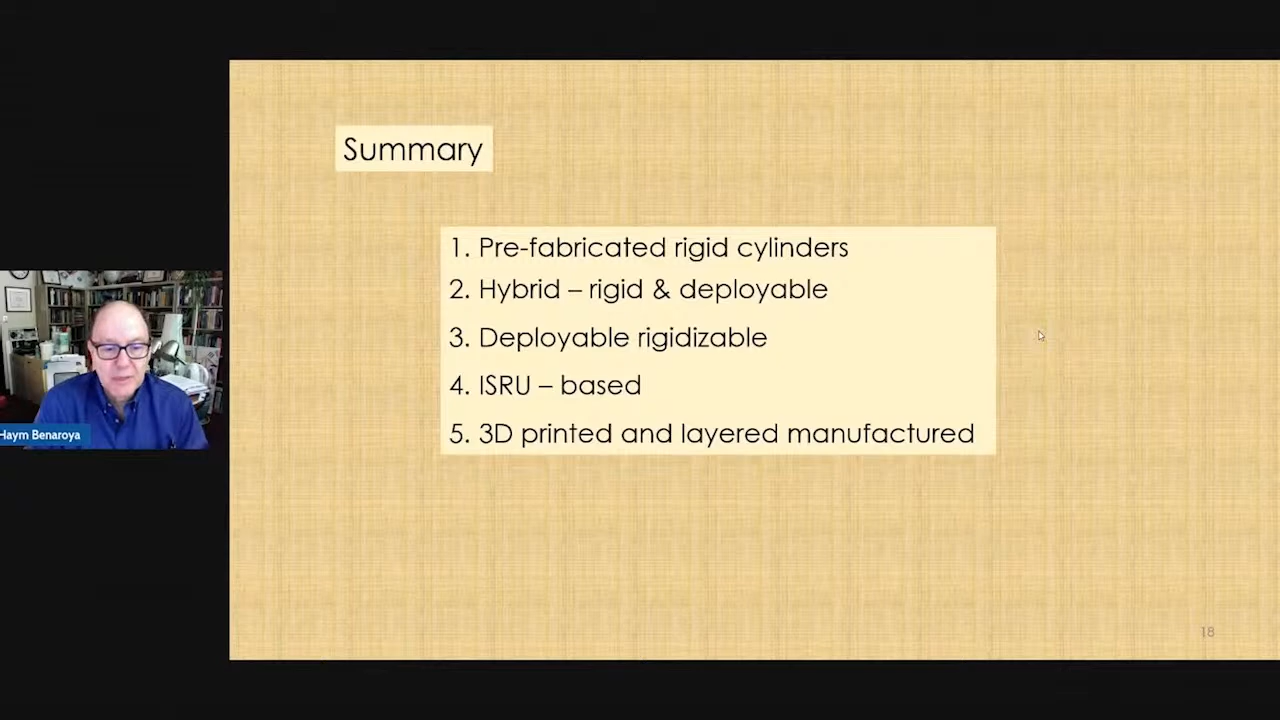 Summary
1. Pre-fabricated rigid cylinders
2. Hybrid – rigid & deployable
3. Deployable rigidizable
4. ISRU – based
5. 3D printed and layered manufactured
Haym Benaroya
18